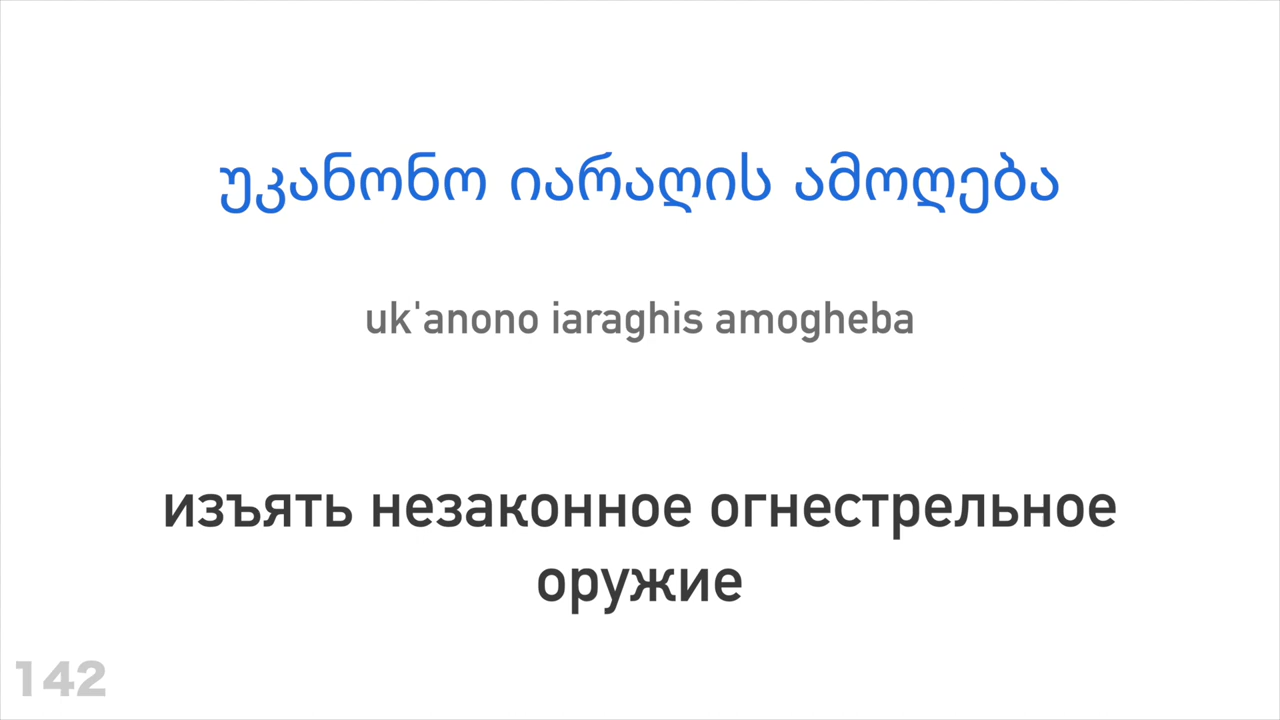 უკანონო იარაღის ამოღება
uk'anono iaraghis amogheba
изъять незаконное огнестрельное
оружие
142